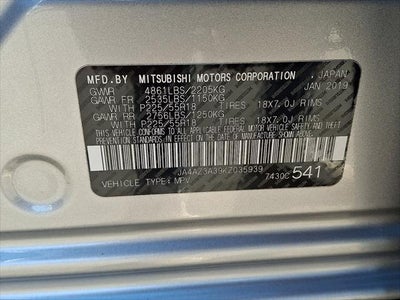 MFD.BY MITSUBISHI MOTORS CORPORATION JAPAN
GVWR 4861LBS/2205KG JAN 2019
GAWR FR 2535LBS/1150KG
WITH P225/55R18 TIRES 18X7.0J RIMS
GAWR RR 2756LBS/1250KG
WITH P225/55R18 TIRES 18X7.0J RIMS
JA4AZ3A39KZ035939 7430C 541
VEHICLE TYPE:MPV